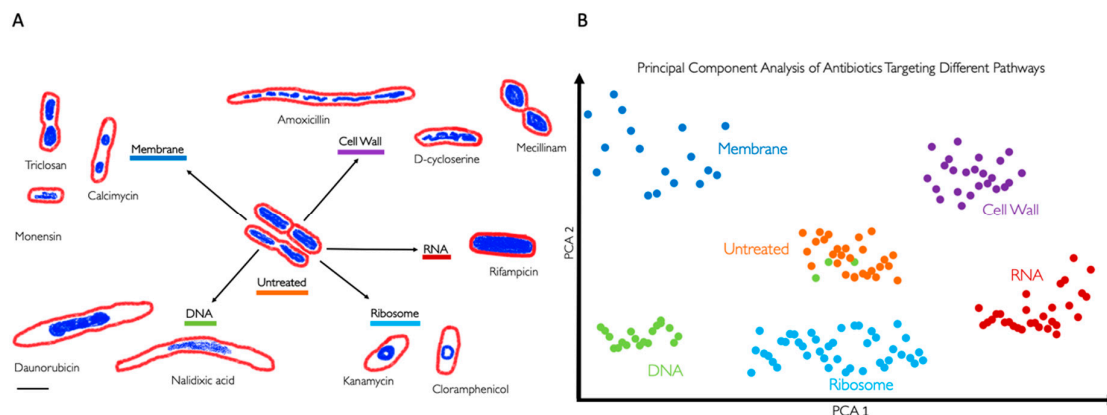 A
Amoxicillin
Triclosan
Calcimycin
Membrane
Cell Wall
D-cycloserine
Mecillinam
Monensin
RNA
Rifampicin
Untreated
DNA
Ribosome
Daunorubicin
Nalidixic acid
Kanamycin
Cloramphenicol
B
Principal Component Analysis of Antibiotics Targeting Different Pathways
Membrane
Cell Wall
Untreated
RNA
DNA
Ribosome
PCA 2
PCA 1